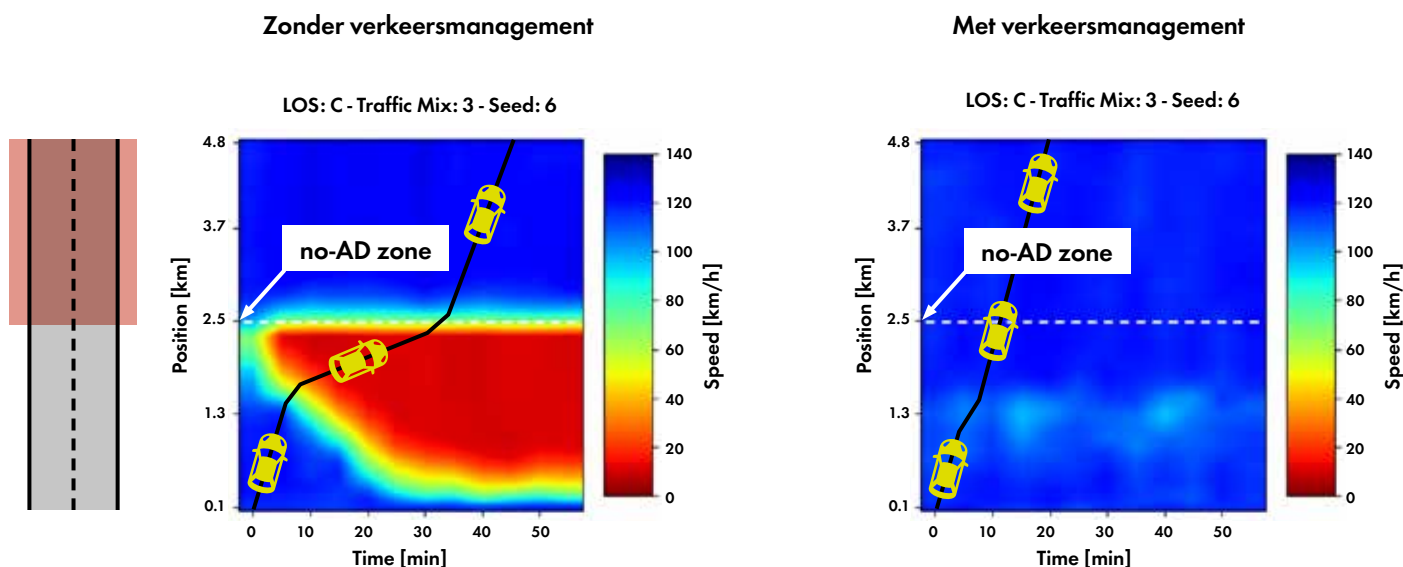 Zonder verkeersmanagement
LOS: C - Traffic Mix: 3 - Seed: 6
4.8
3.7
2.5
1.3
0.1
Position [km]
no-AD zone
0 10 20 30 40 50
Time [min]
140
120
100
80
60
40
20
0
Speed [km/h]
Met verkeersmanagement
LOS: C - Traffic Mix: 3 - Seed: 6
4.8
3.7
2.5
1.3
0.1
Position [km]
no-AD zone
0 10 20 30 40 50
Time [min]
140
120
100
80
60
40
20
0
Speed [km/h]